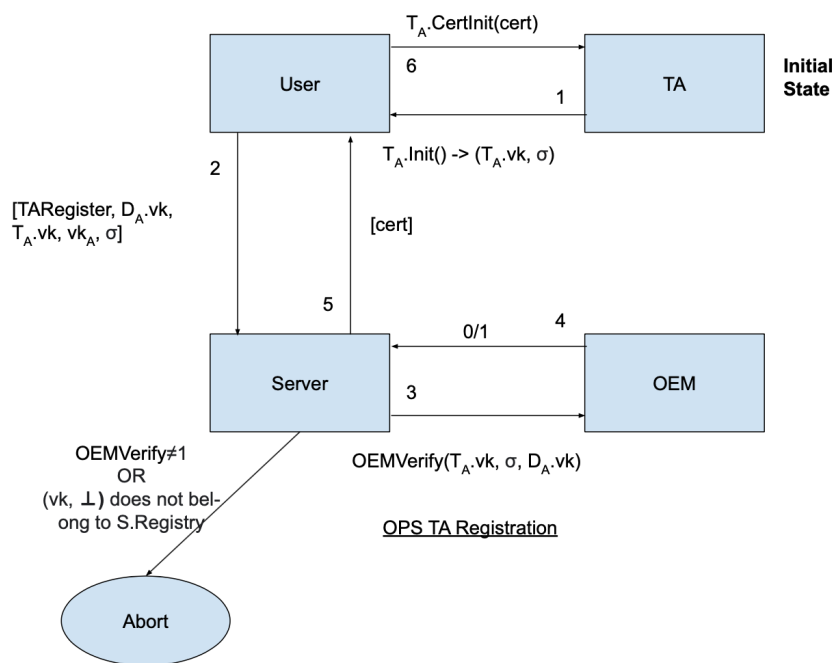 T_A.CertInit(cert)
6
User
TA
Initial
State
1
T_A.Init() -> (T_A.vk, σ)
2
[TARegister, D_A.vk,
T_A.vk, vk_A, σ]
[cert]
5
0/1
4
Server
OEM
3
OEMVerify≠1
OR
(vk, ⊥) does not bel-
ong to S.Registry
OEMVerify(T_A.vk, σ, D_A.vk)
OPS TA Registration
Abort